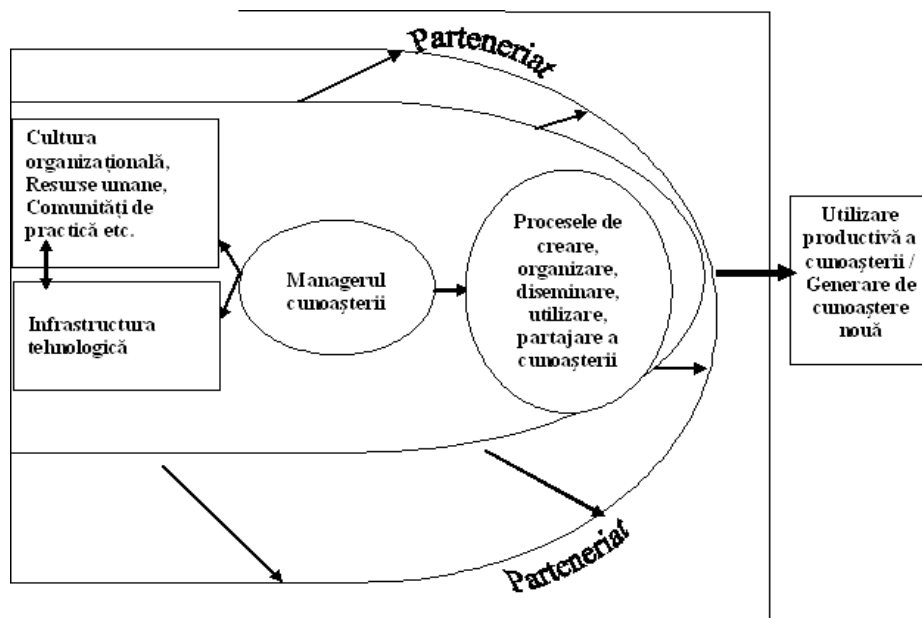 Parteneriat
Cultura
organizațională,
Resurse umane,
Comunități de
practică etc.
Infrastructura
tehnologică
Managerul
cunoașterii
Procesele de
creare,
organizare,
diseminare,
utilizare,
partajare a
cunoașterii
Utilizare
productivă a
cunoașterii /
Generare de
cunoaștere
nouă
Parteneriat